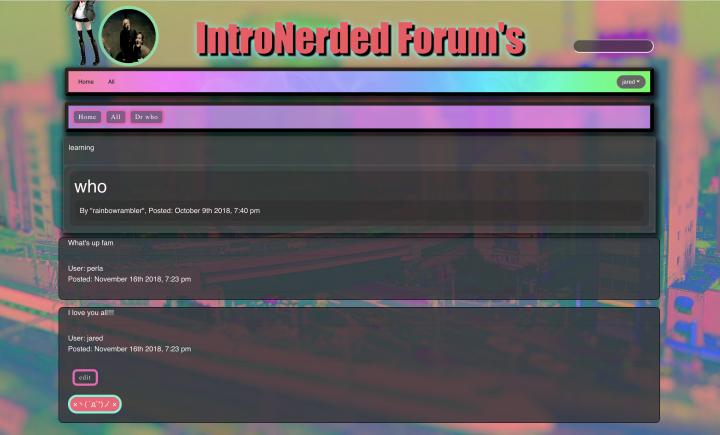 IntroNerded Forum's
Home All jared
Home All Dr who
learning
who
By "rainbowrambler", Posted: October 9th 2018, 7:40 pm
What's up fam
User: perla
Posted: November 16th 2018, 7:23 pm
I love you all!!!
User: jared
Posted: November 16th 2018, 7:23 pm
edit
×ヽ(´Д`")ノ ×